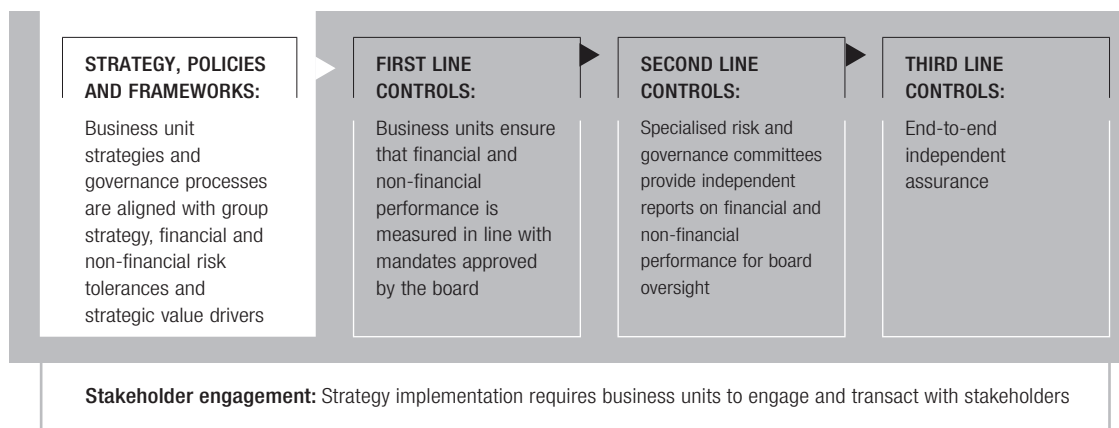 STRATEGY, POLICIES
AND FRAMEWORKS:
Business unit
strategies and
governance processes
are aligned with group
strategy, financial and
non-financial risk
tolerances and
strategic value drivers
FIRST LINE
CONTROLS:
Business units ensure
that financial and
non-financial
performance is
measured in line with
mandates approved
by the board
SECOND LINE
CONTROLS:
Specialised risk and
governance committees
provide independent
reports on financial and
non-financial
performance for board
oversight
THIRD LINE
CONTROLS:
End-to-end
independent
assurance
Stakeholder engagement: Strategy implementation requires business units to engage and transact with stakeholders